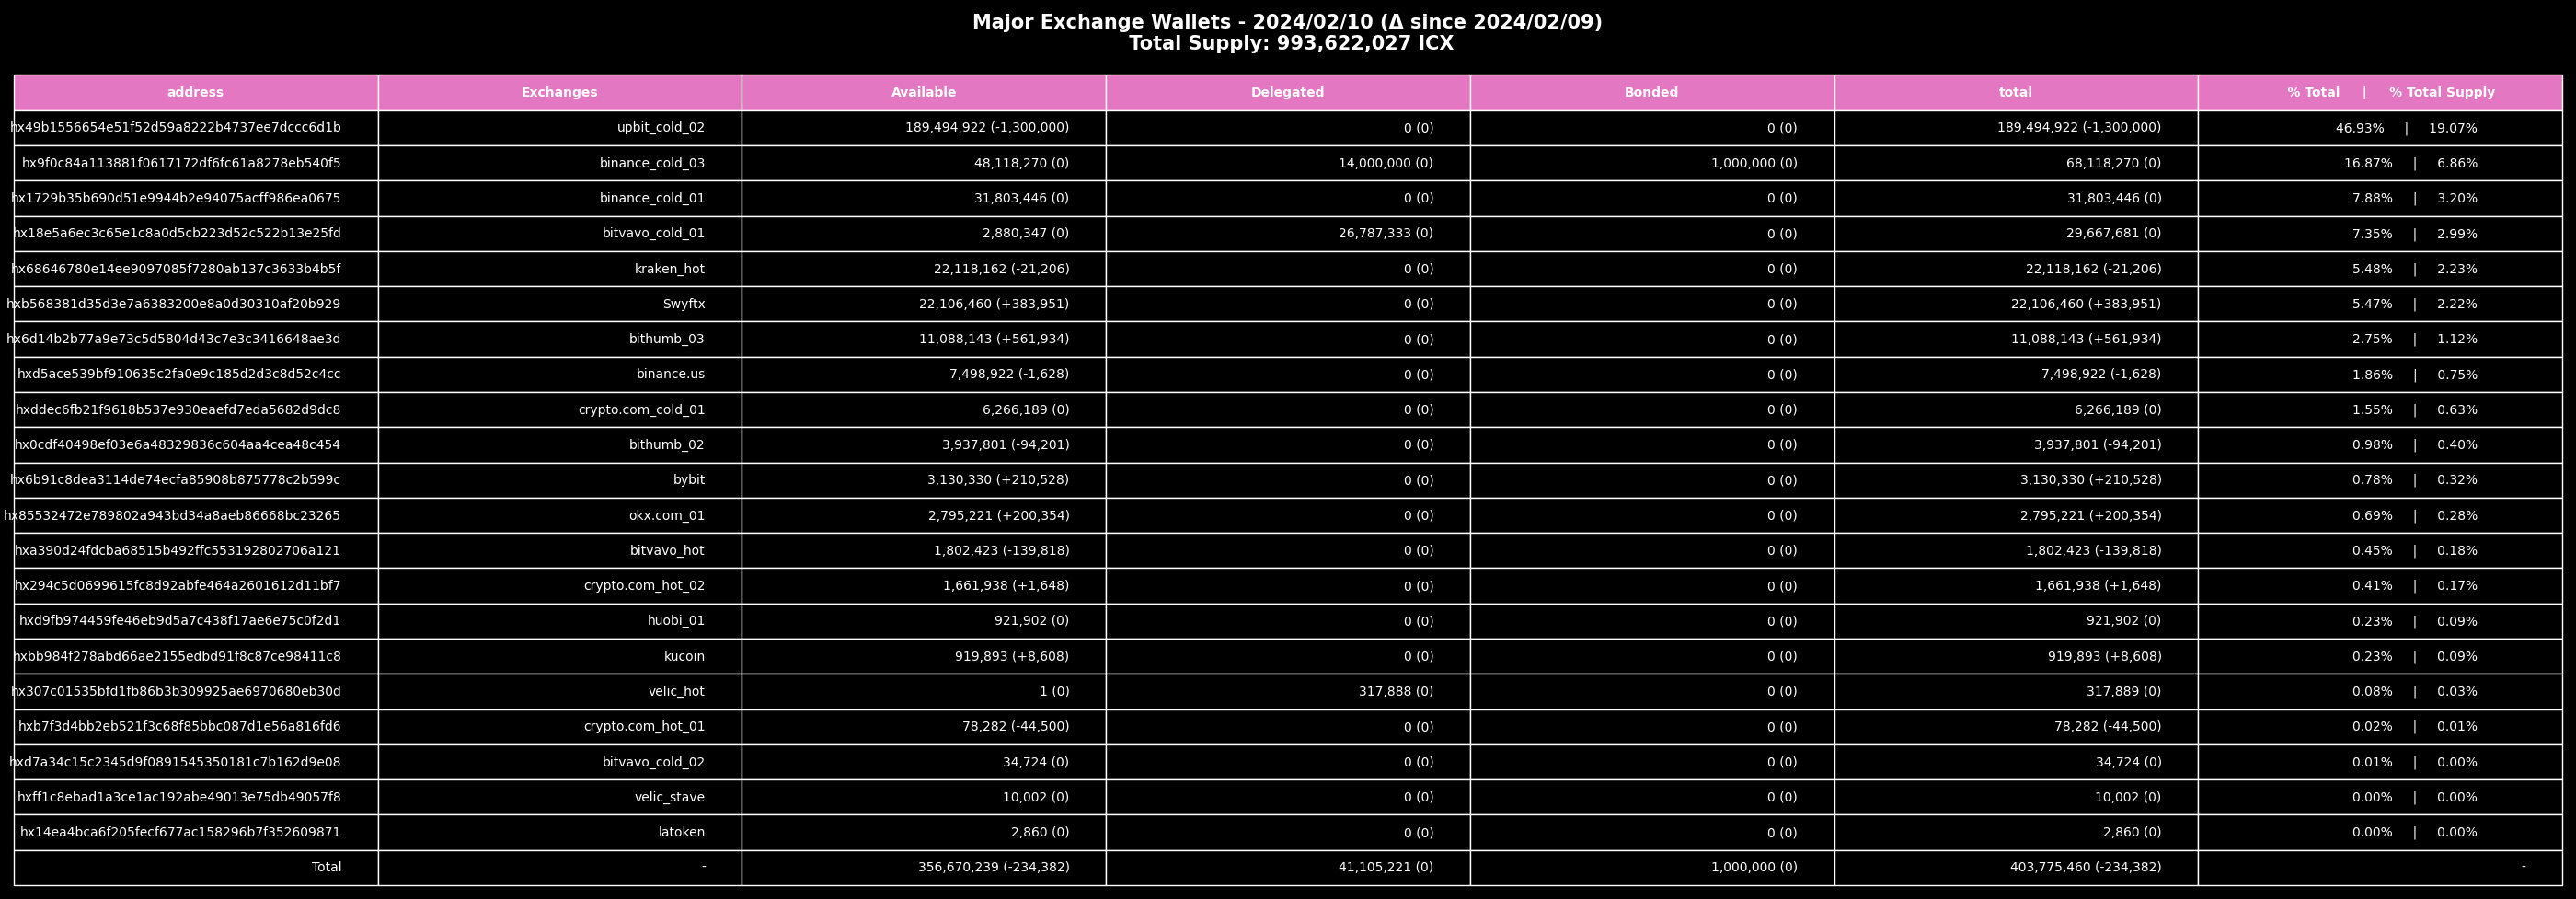 Major Exchange Wallets - 2024/02/10 (Δ since 2024/02/09)
Total Supply: 993,622,027 ICX
address Exchanges Available Delegated Bonded total % Total | % Total Supply
hx49b1556654e51f52d59a8222b4737ee7dccc6d1b upbit_cold_02 189,494,922 (-1,300,000) 0 (0) 0 (0) 189,494,922 (-1,300,000) 46.93% | 19.07%
hx9f0c84a113881f0617172df6fc61a8278eb540f5 binance_cold_03 48,118,270 (0) 14,000,000 (0) 1,000,000 (0) 68,118,270 (0) 16.87% | 6.86%
hx1729b35b690d51e9944b2e94075acff986ea0675 binance_cold_01 31,803,446 (0) 0 (0) 0 (0) 31,803,446 (0) 7.88% | 3.20%
hx18e5a6ec3c65e1c8a0d5cb223d52c522b13e25fd bitvavo_cold_01 2,880,347 (0) 26,787,333 (0) 0 (0) 29,667,681 (0) 7.35% | 2.99%
hx68646780e14ee9097085f7280ab137c3633b4b5f kraken_hot 22,118,162 (-21,206) 0 (0) 0 (0) 22,118,162 (-21,206) 5.48% | 2.23%
hxb568381d35d3e7a6383200e8a0d30310af20b929 Swyftx 22,106,460 (+383,951) 0 (0) 0 (0) 22,106,460 (+383,951) 5.47% | 2.22%
hx6d14b2b77a9e73c5d5804d43c7e3c3416648ae3d bithumb_03 11,088,143 (+561,934) 0 (0) 0 (0) 11,088,143 (+561,934) 2.75% | 1.12%
hxd5ace539bf910635c2fa0e9c185d2d3c8d52c4cc binance.us 7,498,922 (-1,628) 0 (0) 0 (0) 7,498,922 (-1,628) 1.86% | 0.75%
hxddec6fb21f9618b537e930eaefd7eda5682d9dc8 crypto.com_cold_01 6,266,189 (0) 0 (0) 0 (0) 6,266,189 (0) 1.55% | 0.63%
hx0cdf40498ef03e6a48329836c604aa4cea48c454 bithumb_02 3,937,801 (-94,201) 0 (0) 0 (0) 3,937,801 (-94,201) 0.98% | 0.40%
hx6b91c8dea3114de74ecfa85908b875778c2b599c bybit 3,130,330 (+210,528) 0 (0) 0 (0) 3,130,330 (+210,528) 0.78% | 0.32%
hx85532472e789802a943bd34a8aeb86668bc23265 okx.com_01 2,795,221 (+200,354) 0 (0) 0 (0) 2,795,221 (+200,354) 0.69% | 0.28%
hxa390d24fdcba68515b492ffc553192802706a121 bitvavo_hot 1,802,423 (-139,818) 0 (0) 0 (0) 1,802,423 (-139,818) 0.45% | 0.18%
hx294c5d0699615fc8d92abfe464a2601612d11bf7 crypto.com_hot_02 1,661,938 (+1,648) 0 (0) 0 (0) 1,661,938 (+1,648) 0.41% | 0.17%
hxd9fb974459fe46eb9d5a7c438f17ae6e75c0f2d1 huobi_01 921,902 (0) 0 (0) 0 (0) 921,902 (0) 0.23% | 0.09%
hxbb984f278abd66ae2155edbd91f8c87ce98411c8 kucoin 919,893 (+8,608) 0 (0) 0 (0) 919,893 (+8,608) 0.23% | 0.09%
hx307c01535bfd1fb86b3b309925ae6970680eb30d velic_hot 1 (0) 317,888 (0) 0 (0) 317,889 (0) 0.08% | 0.03%
hxb7f3d4bb2eb521f3c68f85bbc087d1e56a816fd6 crypto.com_hot_01 78,282 (-44,500) 0 (0) 0 (0) 78,282 (-44,500) 0.02% | 0.01%
hxd7a34c15c2345d9f0891545350181c7b162d9e08 bitvavo_cold_02 34,724 (0) 0 (0) 0 (0) 34,724 (0) 0.01% | 0.00%
hxff1c8ebad1a3ce1ac192abe49013e75db49057f8 velic_stave 10,002 (0) 0 (0) 0 (0) 10,002 (0) 0.00% | 0.00%
hx14ea4bca6f205fecf677ac158296b7f352609871 latoken 2,860 (0) 0 (0) 0 (0) 2,860 (0) 0.00% | 0.00%
Total - 356,670,239 (-234,382) 41,105,221 (0) 1,000,000 (0) 403,775,460 (-234,382) -